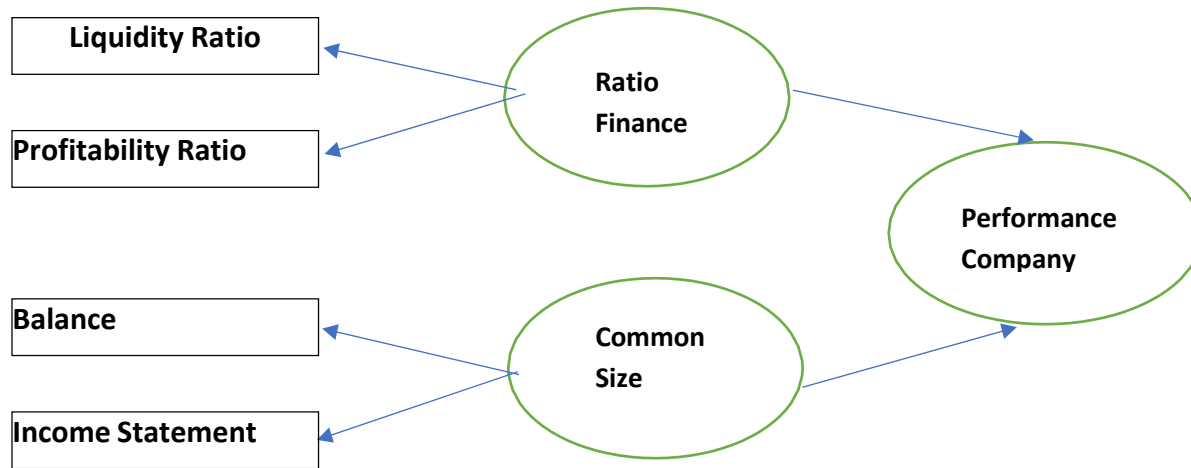 Liquidity Ratio
Profitability Ratio
Ratio
Finance
Performance
Company
Balance
Common
Size
Income Statement